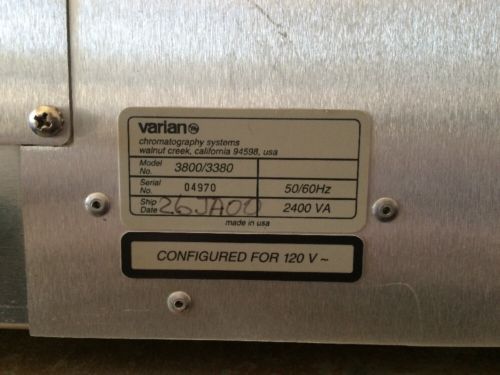 varian
chromatography systems
walnut creek, california 94598, usa
Model No. 3800/3380
Serial No. 04970 50/60Hz
Ship Date 26JA00 2400 VA
made in usa
CONFIGURED FOR 120 V ~